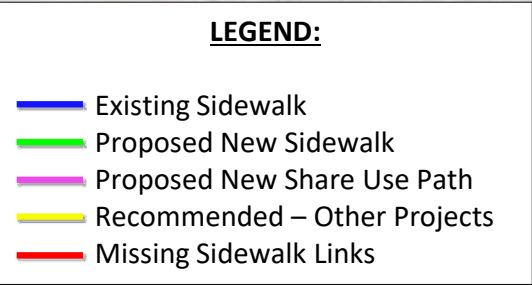 LEGEND:
Existing Sidewalk
Proposed New Sidewalk
Proposed New Share Use Path
Recommended – Other Projects
Missing Sidewalk Links